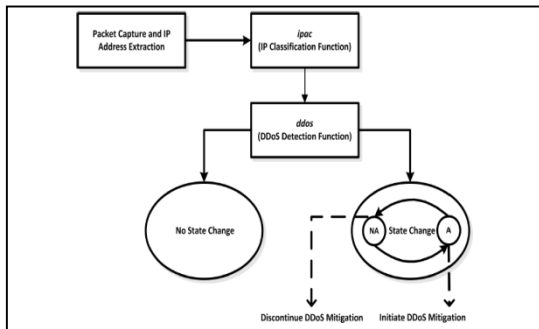 Packet Capture and IP
Address Extraction
ipac
(IP Classification Function)
ddos
(DDoS Detection Function)
No State Change
NA
State Change
A
Discontinue DDoS Mitigation
Initiate DDoS Mitigation